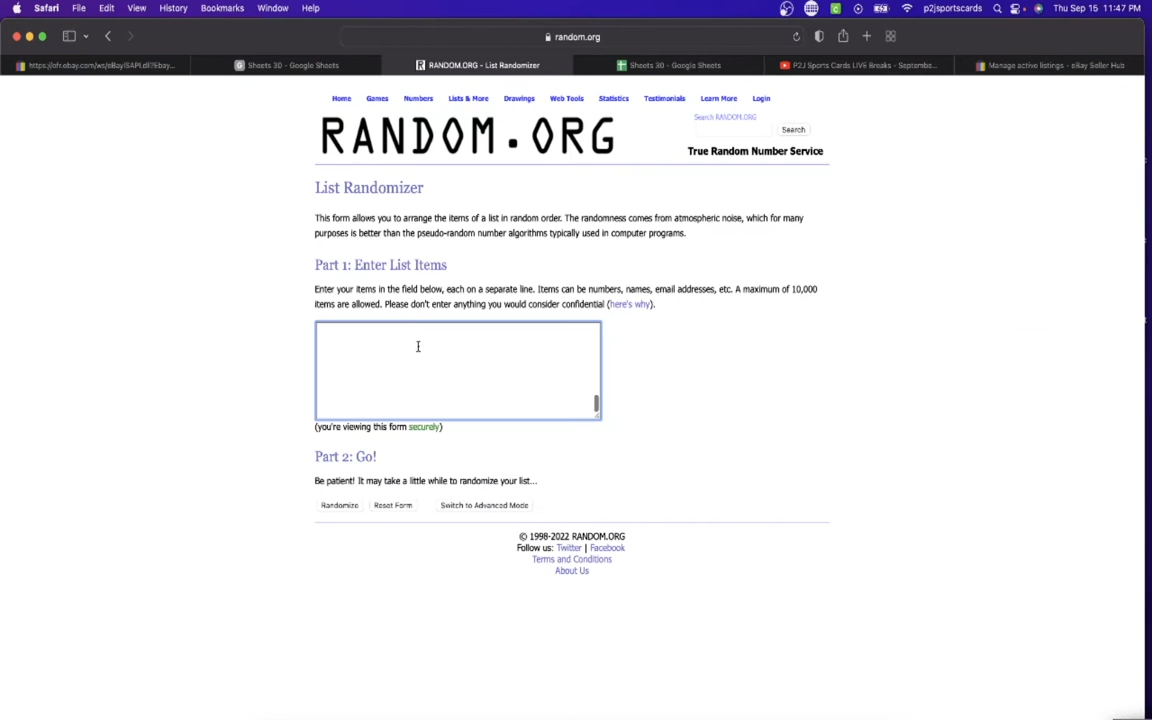 Safari File Edit View History Bookmarks Window Help p2jsportscards Thu Sep 15 11:47 PM
random.org
https://ofr.ebay.com/ws/eBayISAPI.dll?Ebay... Sheets 30 - Google Sheets RANDOM.ORG - List Randomizer Sheets 30 - Google Sheets P2J Sports Cards LIVE Breaks - Septembe... Manage active listings - eBay Seller Hub
Home Games Numbers Lists & More Drawings Web Tools Statistics Testimonials Learn More Login
Search RANDOM.ORG
RANDOM.ORG
Search
True Random Number Service
List Randomizer
This form allows you to arrange the items of a list in random order. The randomness comes from atmospheric noise, which for many
purposes is better than the pseudo-random number algorithms typically used in computer programs.
Part 1: Enter List Items
Enter your items in the field below, each on a separate line. Items can be numbers, names, email addresses, etc. A maximum of 10,000
items are allowed. Please don't enter anything you would consider confidential (here's why).
(you're viewing this form securely)
Part 2: Go!
Be patient! It may take a little while to randomize your list...
Randomize Reset Form Switch to Advanced Mode
© 1998-2022 RANDOM.ORG
Follow us: Twitter | Facebook
Terms and Conditions
About Us